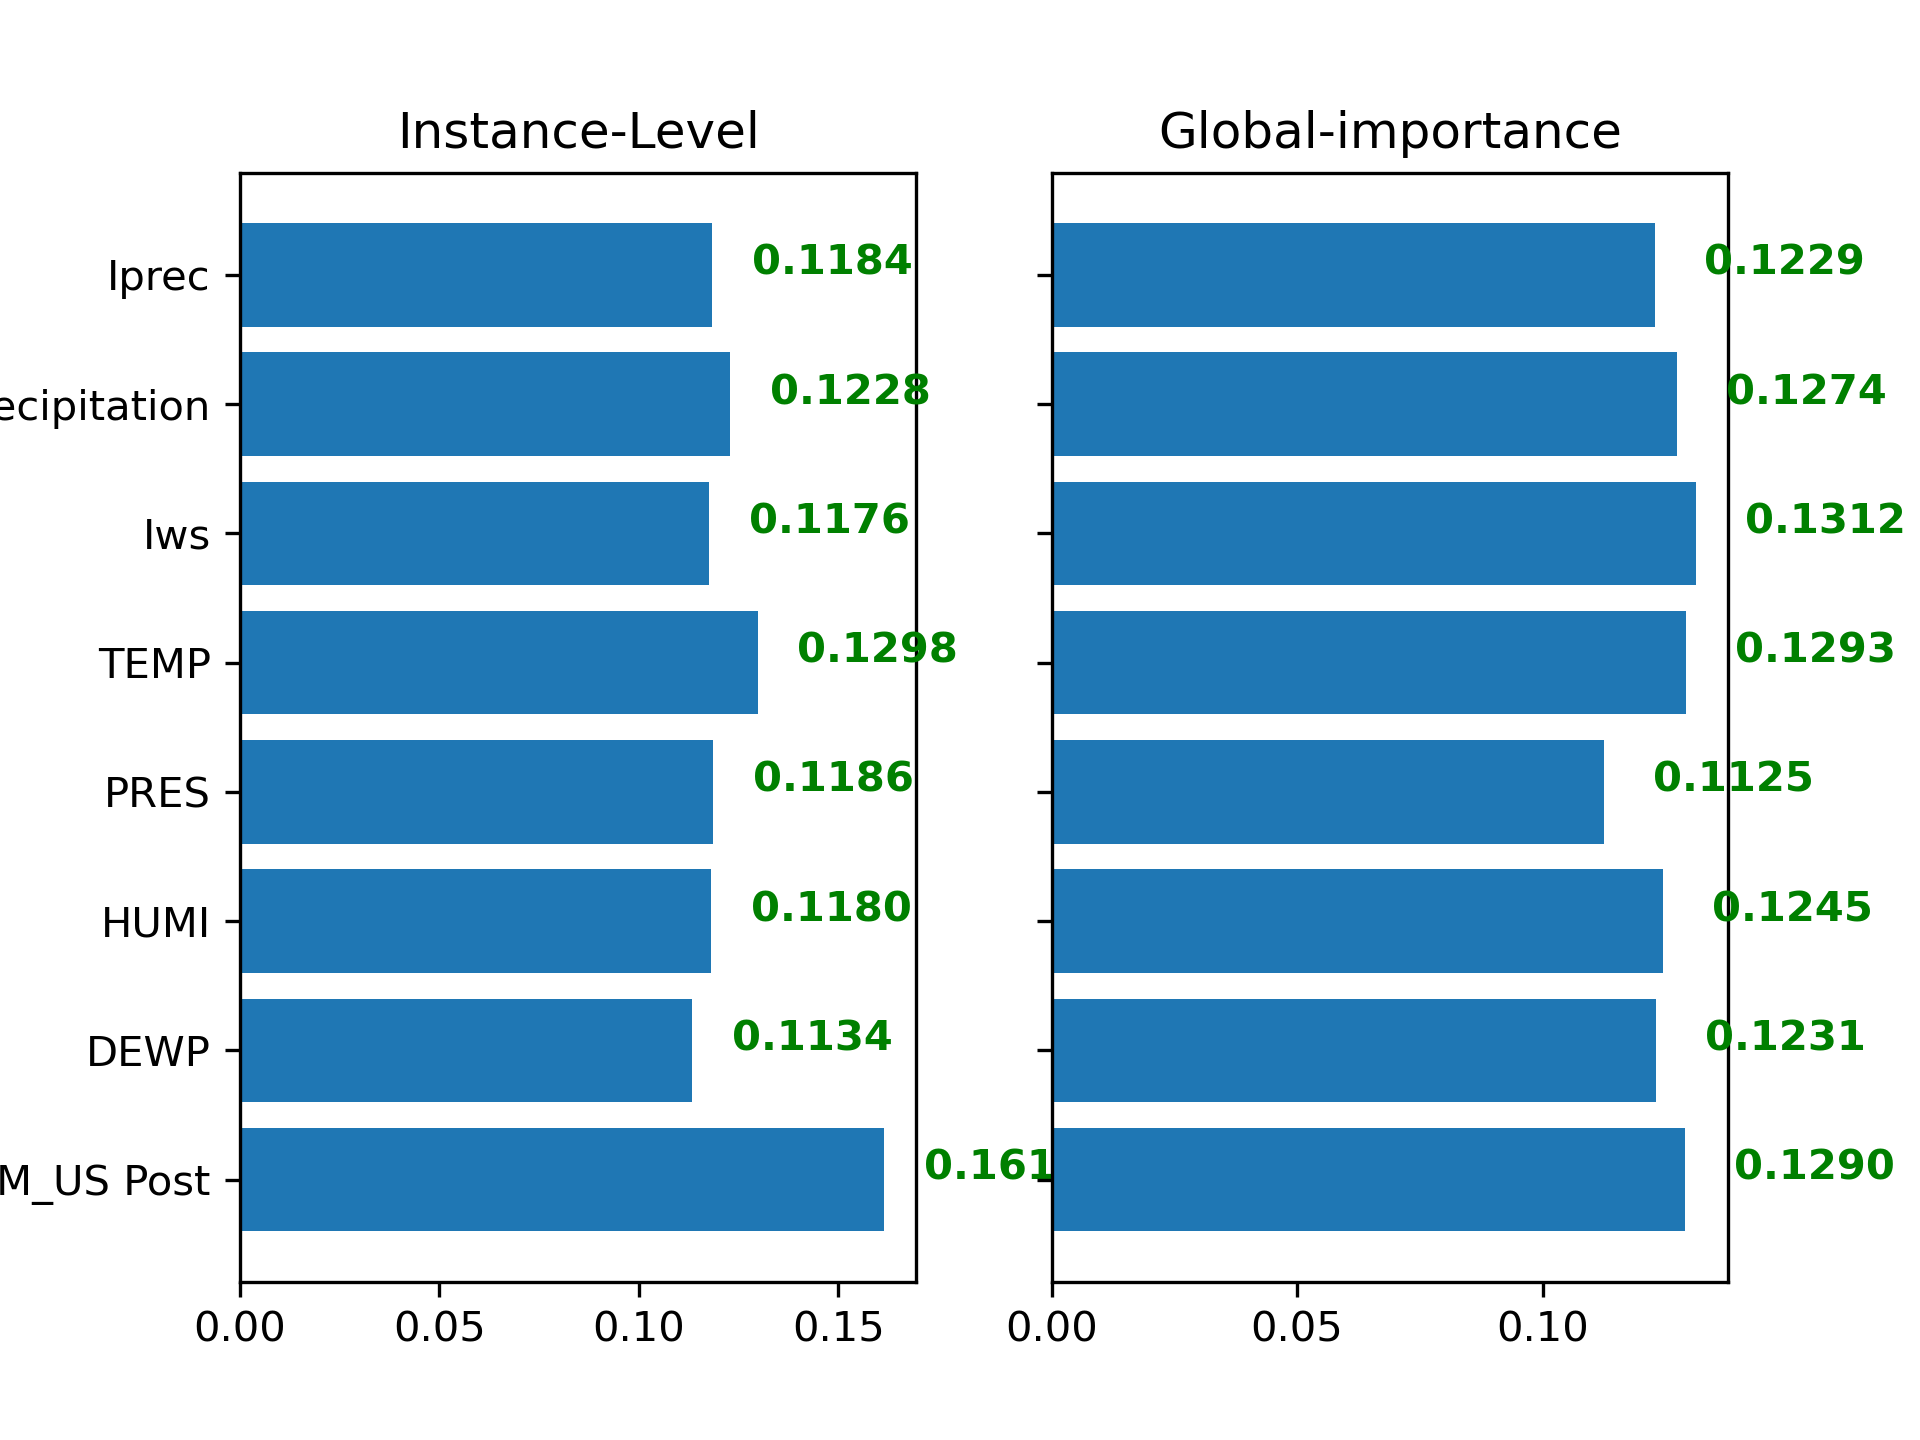 Instance-Level
Global-importance
Iprec
0.1184
0.1229
ecipitation
0.1228
0.1274
Iws
0.1176
0.1312
TEMP
0.1298
0.1293
PRES
0.1186
0.1125
HUMI
0.1180
0.1245
DEWP
0.1134
0.1231
M_US Post
0.161
0.1290
0.00 0.05 0.10 0.15
0.00 0.05 0.10